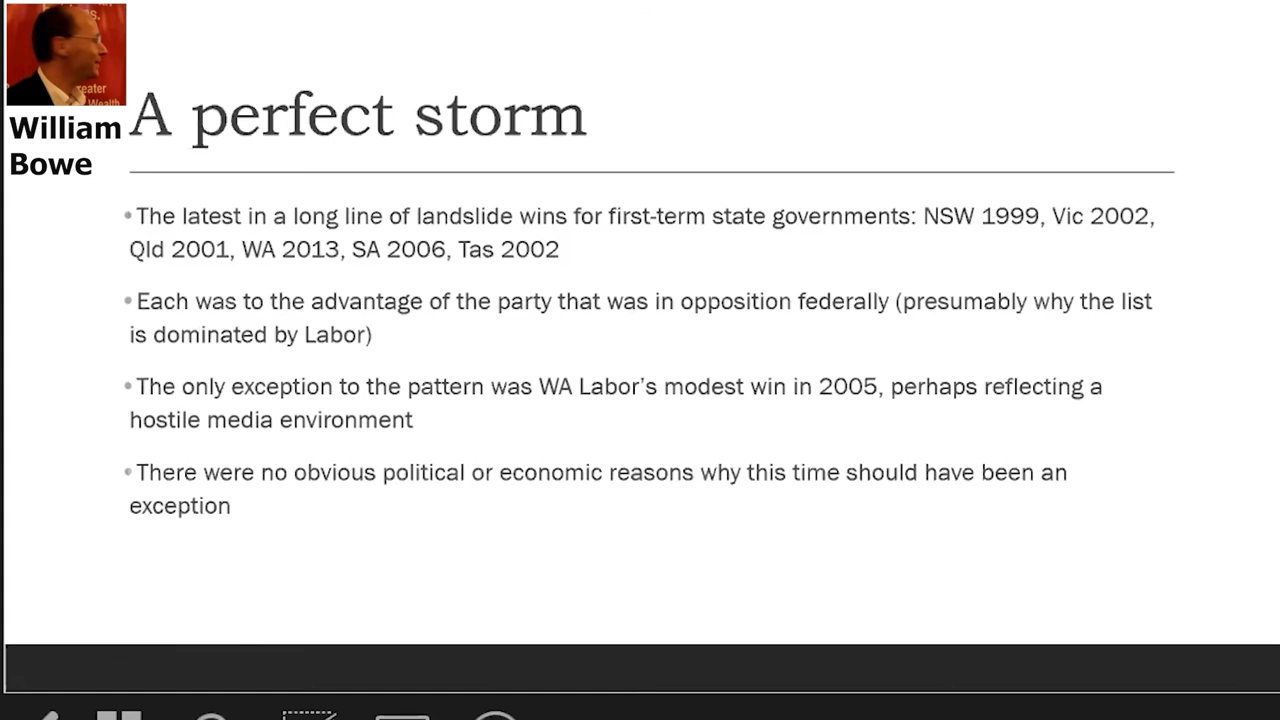 s.
eater
Wealth
William
Bowe
A perfect storm
•The latest in a long line of landslide wins for first-term state governments: NSW 1999, Vic 2002,
Qld 2001, WA 2013, SA 2006, Tas 2002
•Each was to the advantage of the party that was in opposition federally (presumably why the list
is dominated by Labor)
•The only exception to the pattern was WA Labor’s modest win in 2005, perhaps reflecting a
hostile media environment
•There were no obvious political or economic reasons why this time should have been an
exception